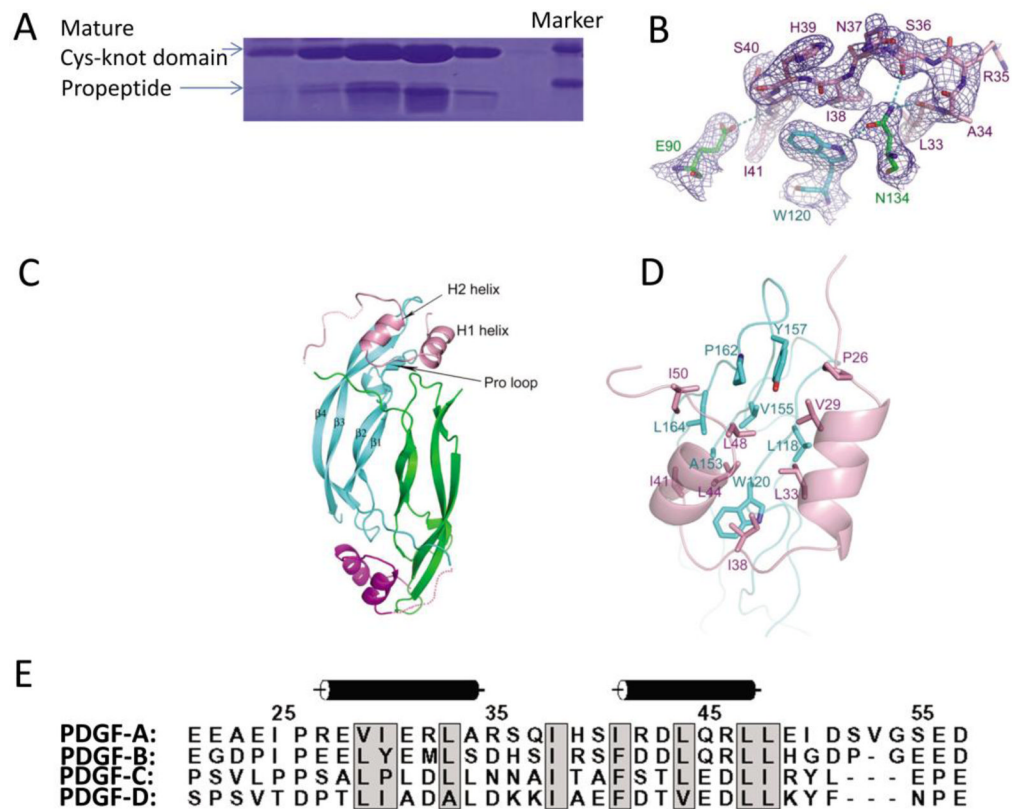 A
Mature
Cys-knot domain
Propeptide
Marker
B
S40
H39
N37
S36
R35
I38
A34
L33
E90
I41
N134
W120
C
H2 helix
H1 helix
Pro loop
β4
β3
β2
β1
D
Y157
P162
P26
I50
V29
V155
L164
L48
L118
A153
I41
L44
W120
L33
I38
E
25 35 45 55
PDGF-A: E E A E I P R E V I E R L A R S Q I H S I R D L Q R L L E I D S V G S E D
PDGF-B: E G D P I P E E L Y E M L S D H S I R S F D D L Q R L L H G D P - G E E D
PDGF-C: P S V L P P S A L P L D L L N N A I T A F S T L E D L I R Y L - - - E P E
PDGF-D: S P S V T D P T L I A D A L D K K I A E F D T V E D L L K Y F - - - N P E